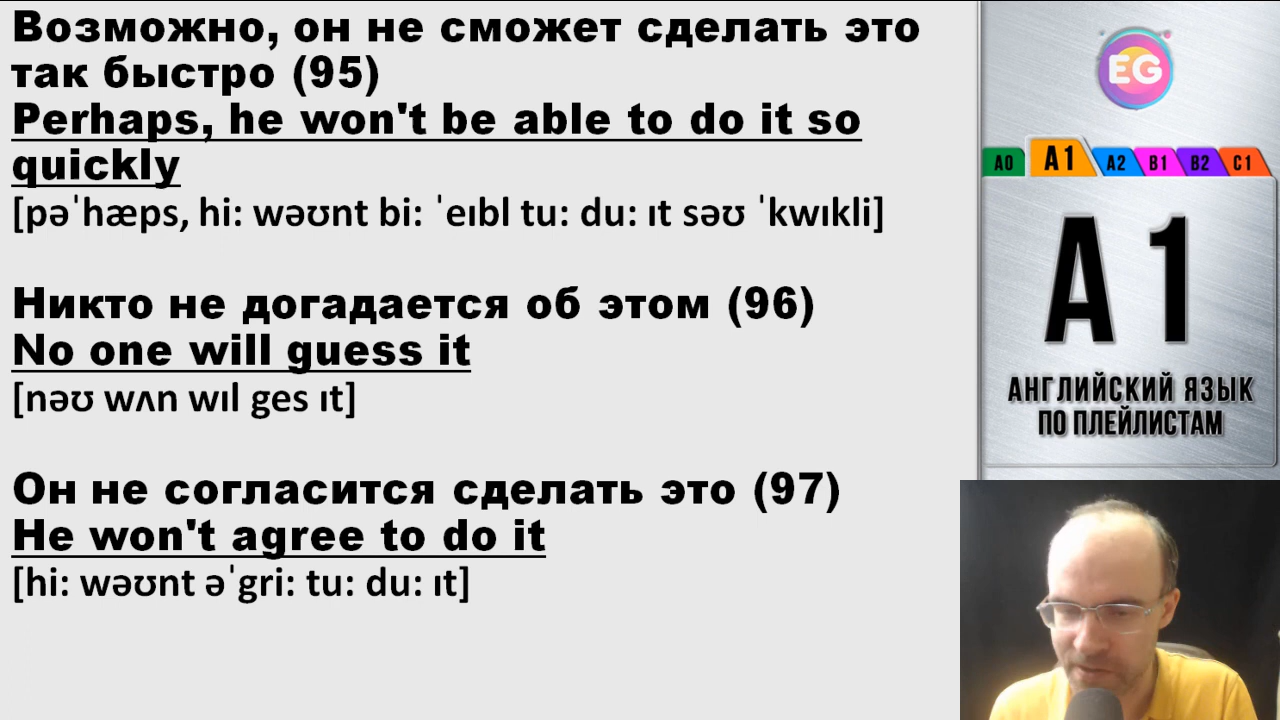 Возможно, он не сможет сделать это
так быстро (95)
Perhaps, he won't be able to do it so
quickly
[pəˈhæps, hi: wəʊnt bi: ˈeɪbl tu: du: ɪt səʊ ˈkwɪkli]
Никто не догадается об этом (96)
No one will guess it
[nəʊ wʌn wɪl ges ɪt]
Он не согласится сделать это (97)
He won't agree to do it
[hi: wəʊnt əˈgri: tu: du: ɪt]
EG
A0 A1 A2 B1 B2 C1
A 1
АНГЛИЙСКИЙ ЯЗЫК
ПО ПЛЕЙЛИСТАМ